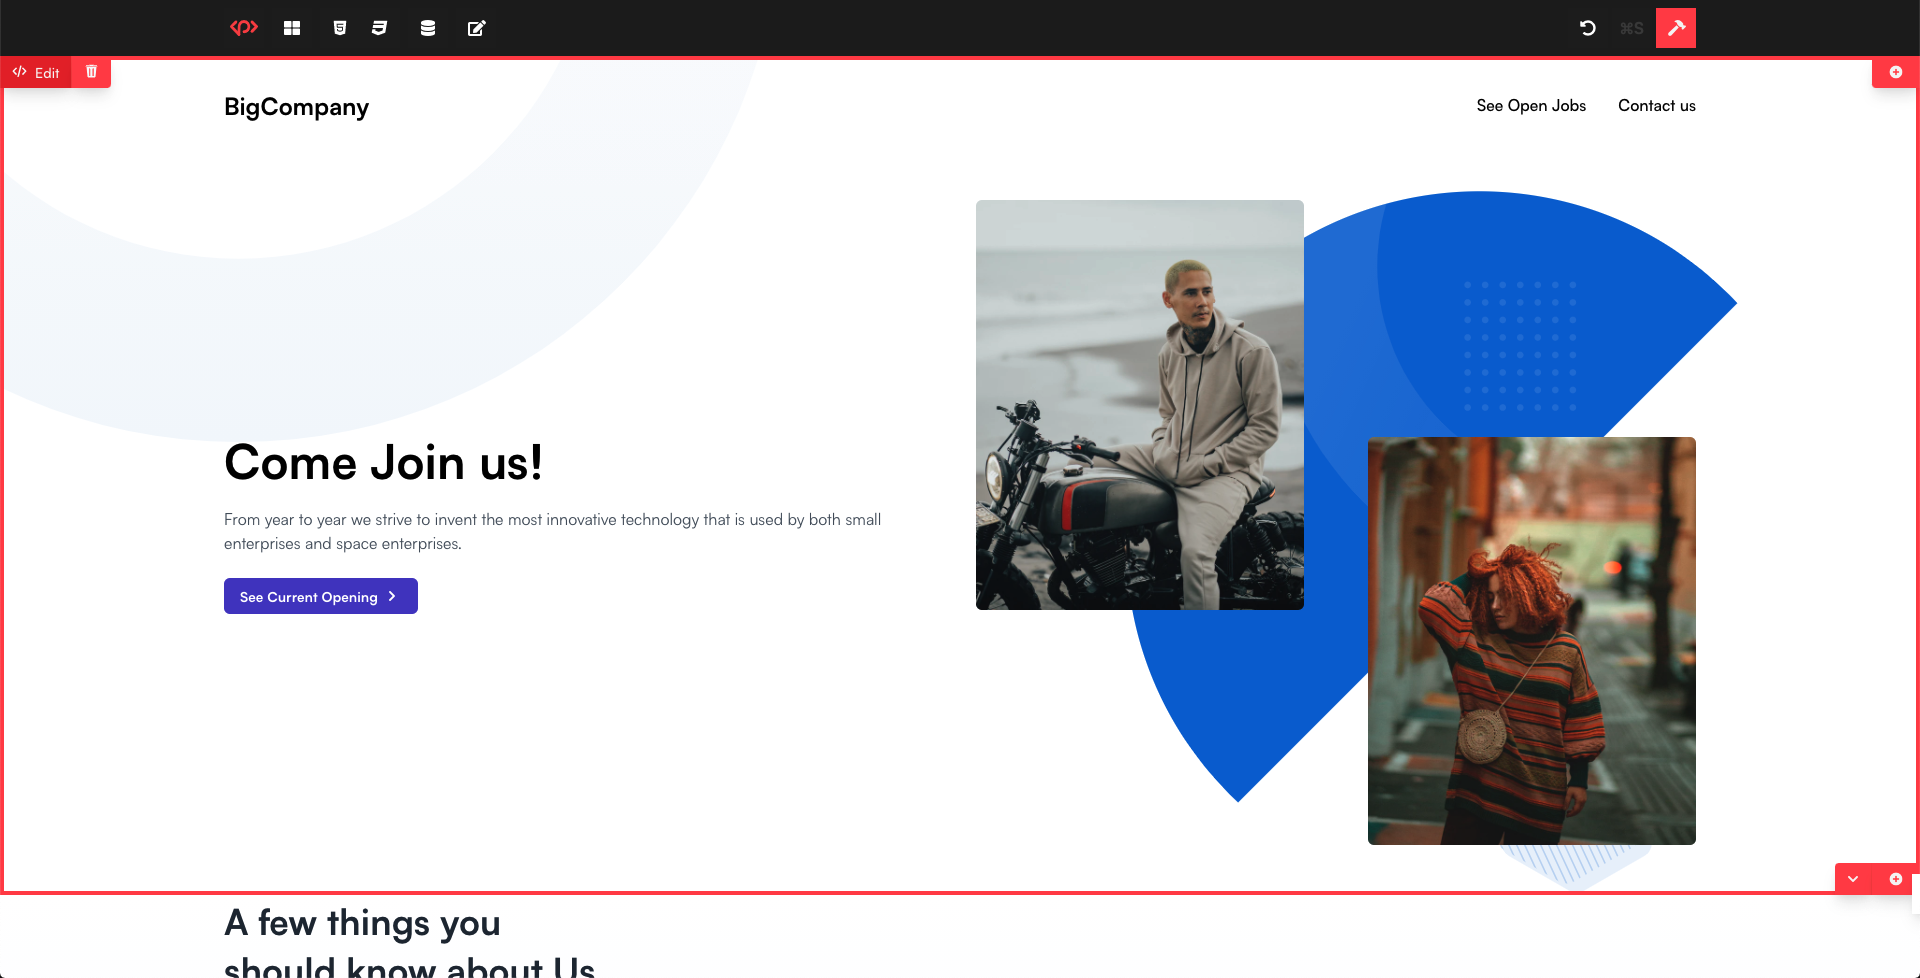 ⌘S
Edit
BigCompany
See Open Jobs
Contact us
Come Join us!
From year to year we strive to invent the most innovative technology that is used by both small
enterprises and space enterprises.
See Current Opening
A few things you
should know about Us